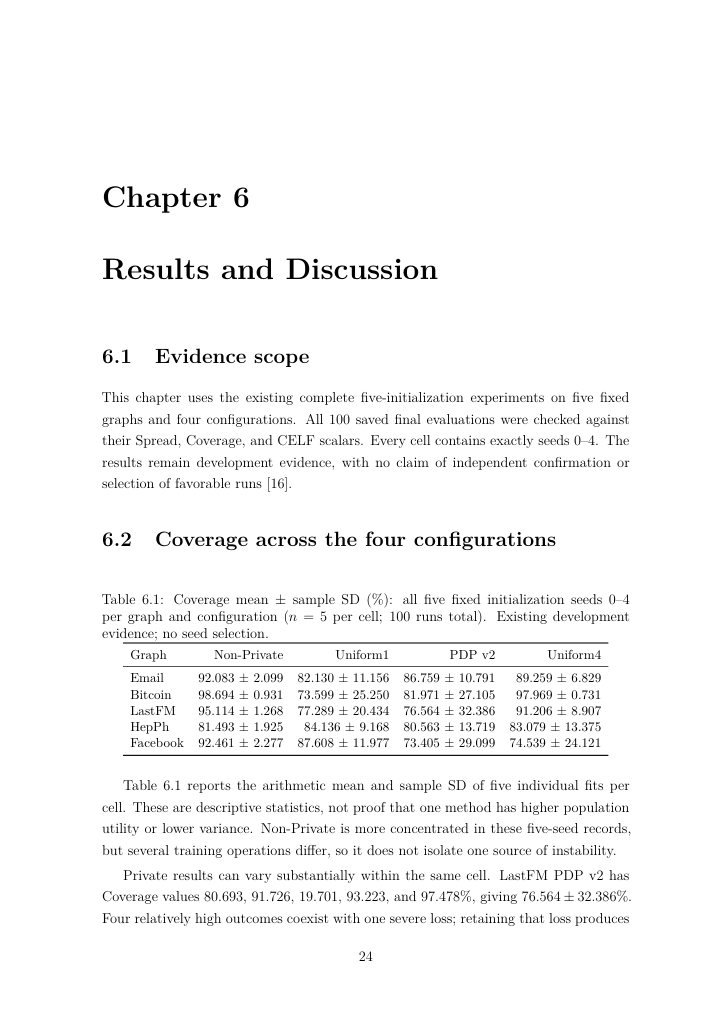 Chapter 6
Results and Discussion
6.1 Evidence scope
This chapter uses the existing complete five-initialization experiments on five fixed
graphs and four configurations. All 100 saved final evaluations were checked against
their Spread, Coverage, and CELF scalars. Every cell contains exactly seeds 0–4. The
results remain development evidence, with no claim of independent confirmation or
selection of favorable runs [16].
6.2 Coverage across the four configurations
Table 6.1: Coverage mean ± sample SD (%): all five fixed initialization seeds 0–4
per graph and configuration (n = 5 per cell; 100 runs total). Existing development
evidence; no seed selection.
Graph Non-Private Uniform1 PDP v2 Uniform4
Email 92.083 ± 2.099 82.130 ± 11.156 86.759 ± 10.791 89.259 ± 6.829
Bitcoin 98.694 ± 0.931 73.599 ± 25.250 81.971 ± 27.105 97.969 ± 0.731
LastFM 95.114 ± 1.268 77.289 ± 20.434 76.564 ± 32.386 91.206 ± 8.907
HepPh 81.493 ± 1.925 84.136 ± 9.168 80.563 ± 13.719 83.079 ± 13.375
Facebook 92.461 ± 2.277 87.608 ± 11.977 73.405 ± 29.099 74.539 ± 24.121
Table 6.1 reports the arithmetic mean and sample SD of five individual fits per
cell. These are descriptive statistics, not proof that one method has higher population
utility or lower variance. Non-Private is more concentrated in these five-seed records,
but several training operations differ, so it does not isolate one source of instability.
Private results can vary substantially within the same cell. LastFM PDP v2 has
Coverage values 80.693, 91.726, 19.701, 93.223, and 97.478%, giving 76.564 ± 32.386%.
Four relatively high outcomes coexist with one severe loss; retaining that loss produces
24